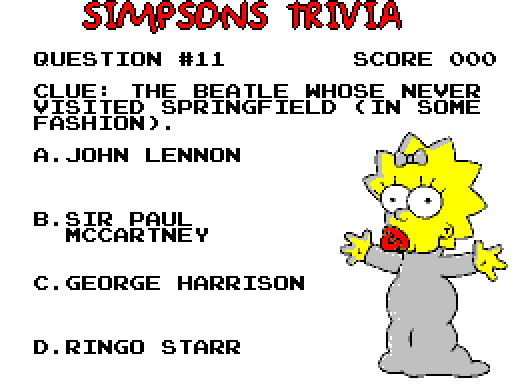 SIMPSONS TRIVIA
QUESTION #11 SCORE 000
CLUE: THE BEATLE WHOSE NEVER
VISITED SPRINGFIELD (IN SOME
FASHION).
A.JOHN LENNON
B.SIR PAUL
MCCARTNEY
C.GEORGE HARRISON
D.RINGO STARR